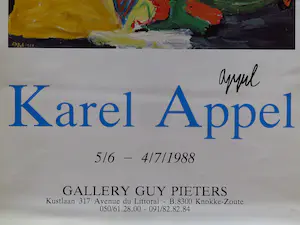 appel
Karel Appel
5/6 – 4/7/1988
GALLERY GUY PIETERS
Kustlaan 317 Avenue du Littoral - B.8300 Knokke-Zoute
050/61.28.00 - 091/82.82.84